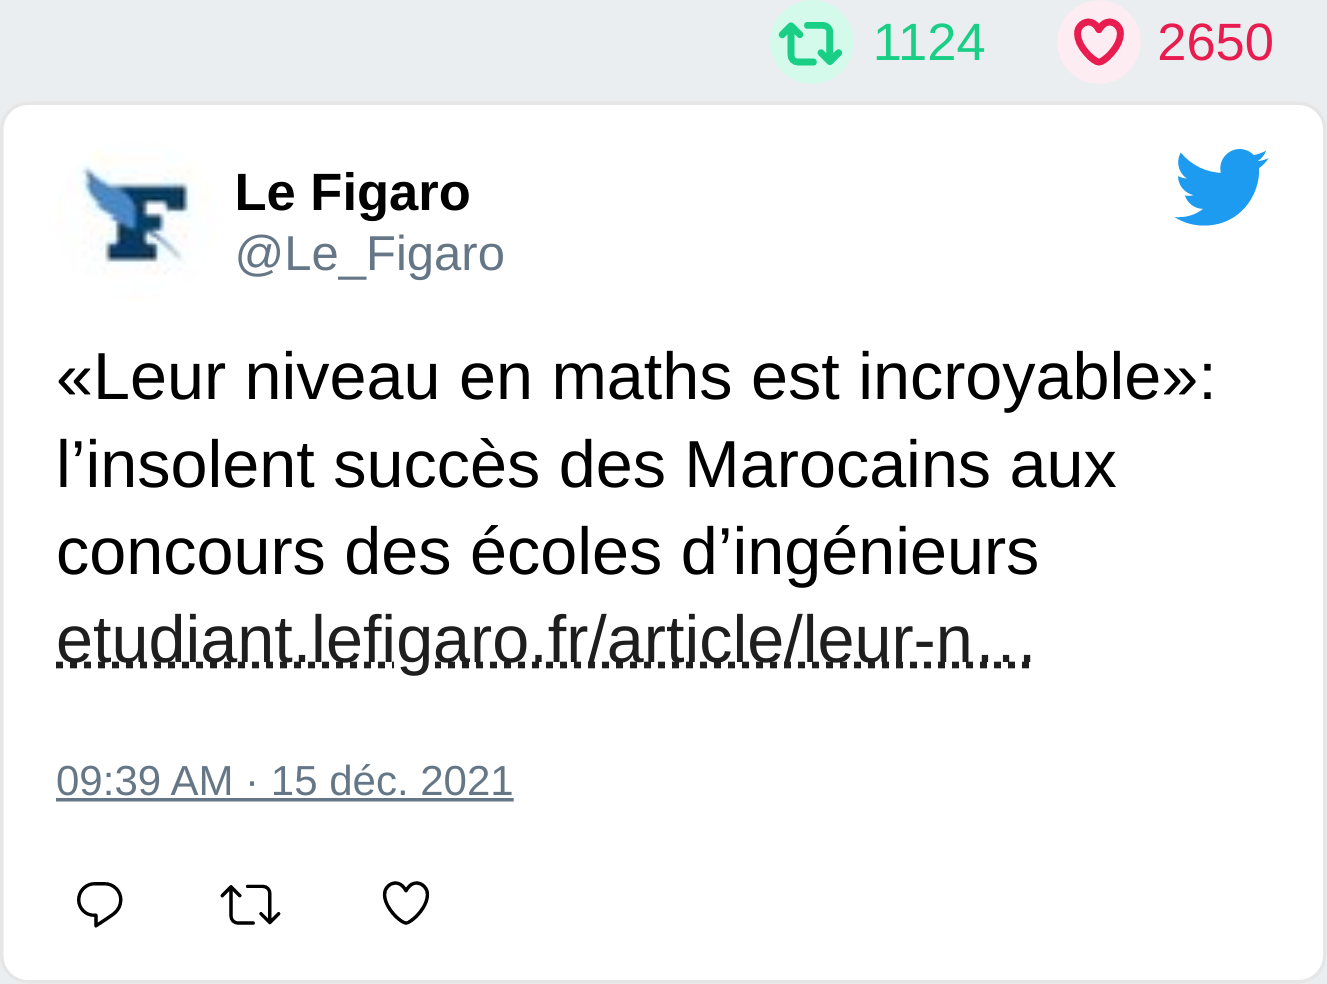 1124 2650
Le Figaro
@Le_Figaro
«Leur niveau en maths est incroyable»:
l’insolent succès des Marocains aux
concours des écoles d’ingénieurs
etudiant.lefigaro.fr/article/leur-n…
09:39 AM · 15 déc. 2021